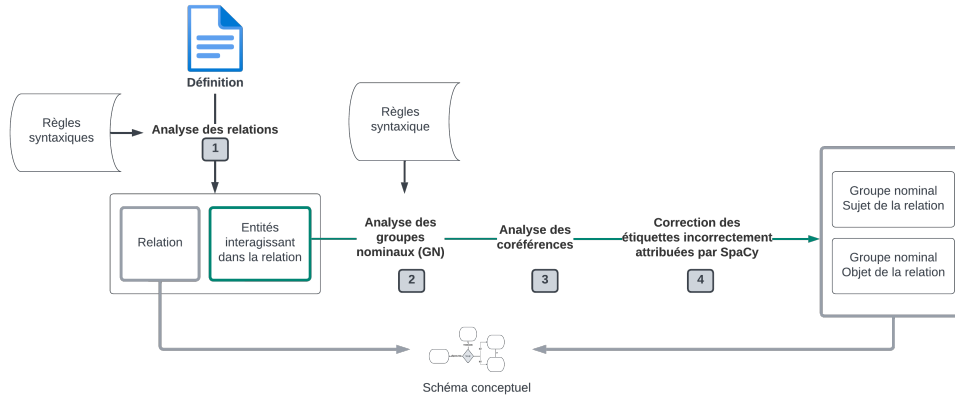 Définition
Règles
syntaxiques
Analyse des relations
1
Règles
syntaxique
Relation
Entités
interagissant
dans la relation
Analyse des
groupes
nominaux (GN)
2
Analyse des
coréférences
3
Correction des
étiquettes incorrectement
attribuées par SpaCy
4
Groupe nominal
Sujet de la relation
Groupe nominal
Objet de la relation
Schéma conceptuel